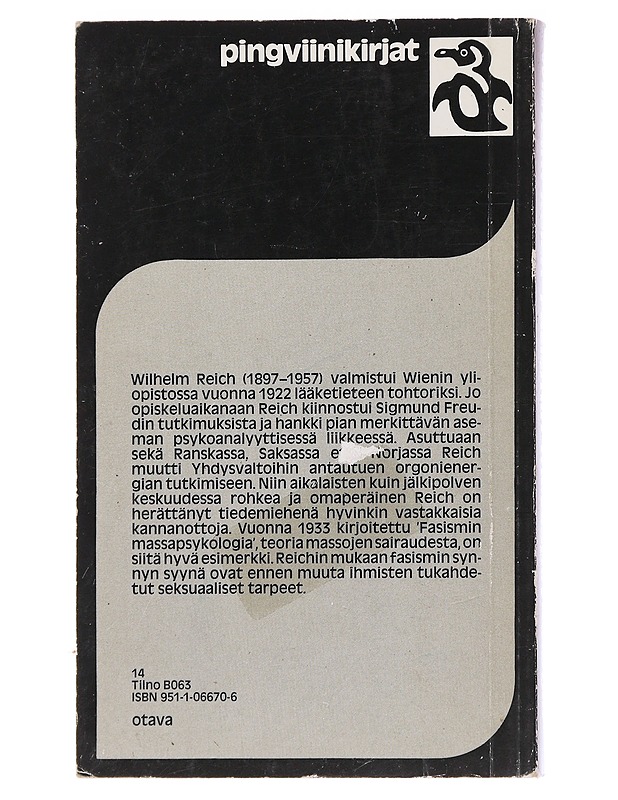 pingviinikirjat
Wilhelm Reich (1897–1957) valmistui Wienin yli-
opistossa vuonna 1922 lääketieteen tohtoriksi. Jo
opiskeluaikanaan Reich kiinnostui Sigmund Freu-
din tutkimuksista ja hankki pian merkittävän ase-
man psykoanalyyttisessä liikkeessä. Asuttuaan
sekä Ranskassa, Saksassa Norjassa Reich
muutti Yhdysvaltoihin antautuen orgoniener-
gian tutkimiseen. Niin aikalaisten kuin jälkipolven
keskuudessa rohkea ja omaperäinen Reich on
herättänyt tiedemiehenä hyvinkin vastakkaisia
kannanottoja. Vuonna 1933 kirjoitettu 'Fasismin
massapsykologia', teoria massojen sairaudesta, on
siitä hyvä esimerkki. Reichin mukaan fasismin syn-
nyn syynä ovat ennen muuta ihmisten tukahde-
tut seksuaaliset tarpeet.
14
Tilno B063
ISBN 951-1-06670-6
otava